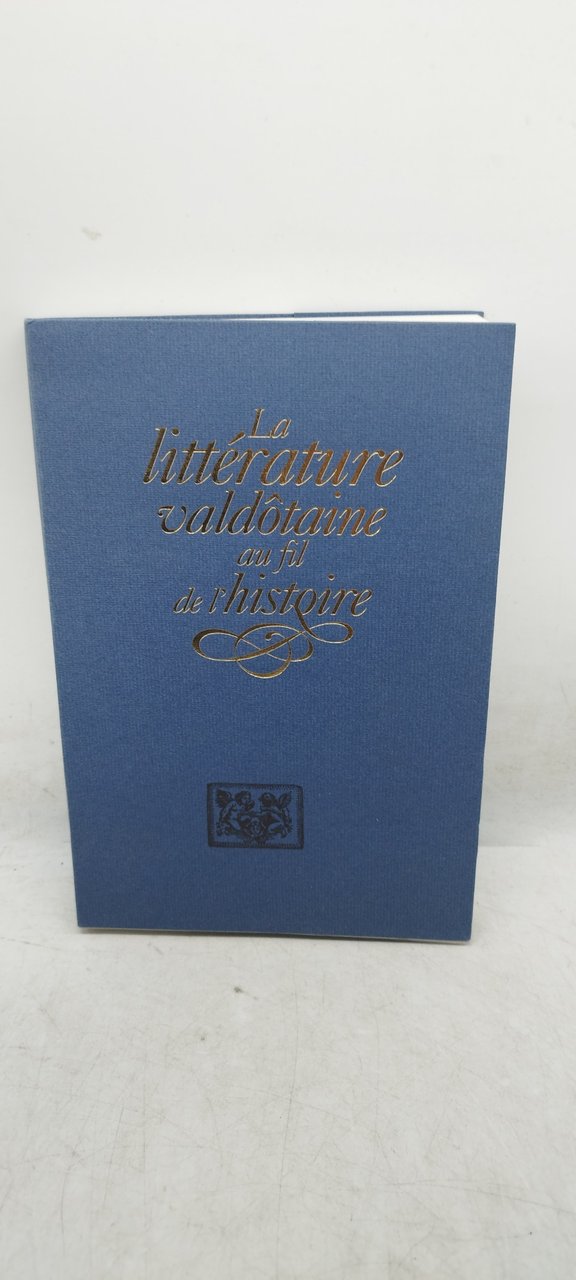 La
littérature
valdôtaine
au fil
de l'histoire